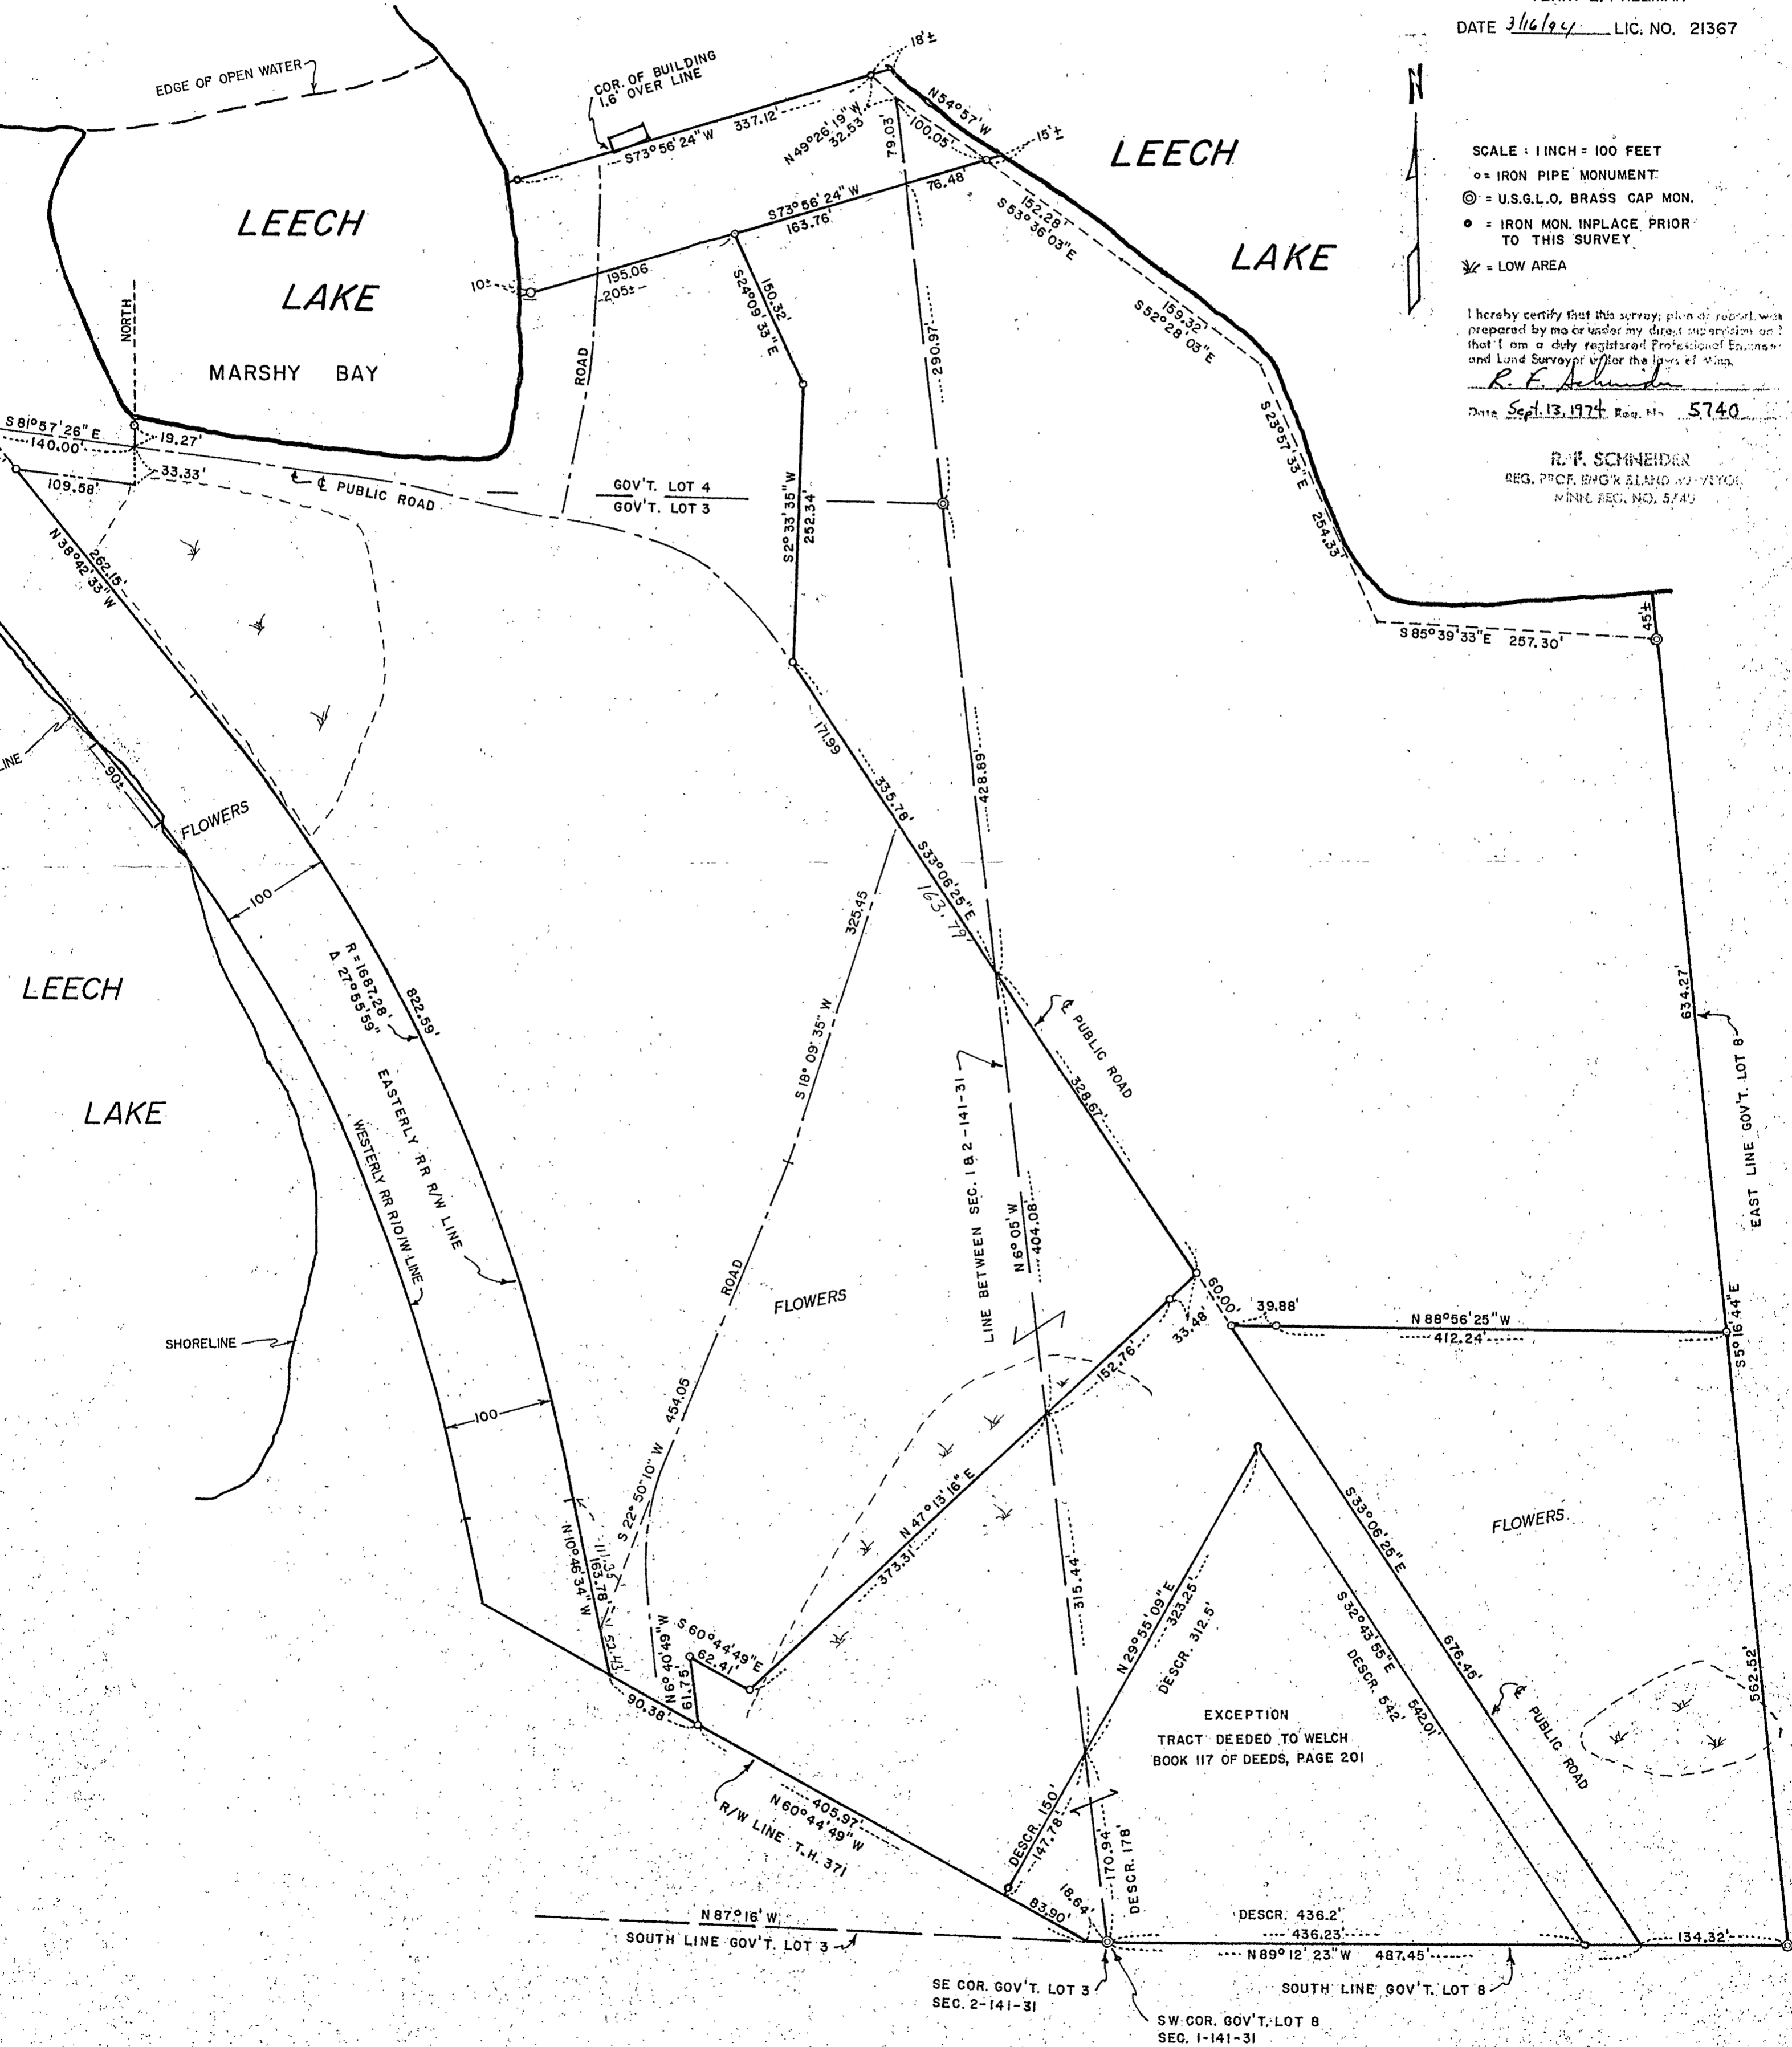 DATE 3/16/94 LIC. NO. 21367
N
SCALE : 1 INCH = 100 FEET
o = IRON PIPE MONUMENT
◎ = U.S.G.L.O. BRASS CAP MON.
● = IRON MON. INPLACE PRIOR
TO THIS SURVEY
= LOW AREA
I hereby certify that this survey, plan or report was
prepared by me or under my direct supervision and
that I am a duly registered Professional Engineer
and Land Surveyor under the laws of Minn.
R. F. Schneider
Date Sept. 13, 1974 Reg. No. 5740
R. F. SCHNEIDER
REG. PROF. ENG'R & LAND SURVEYOR
MINN. REG. NO. 5740
EDGE OF OPEN WATER
COR. OF BUILDING
1.6' OVER LINE
18'±
S73°56'24"W 337.12'
N49°26'19"W
32.53'
79.03'
N54°57'W
100.05'
15'±
LEECH
LAKE
LEECH
LAKE
MARSHY BAY
NORTH
S73°56'24"W
163.76'
76.48'
152.28'
S53°36'03"E
10±
195.06
205±
S24°09'33"E
150.32'
290.97'
159.32'
S52°28'03"E
ROAD
S23°57'33"E
254.33'
S81°57'26"E
140.00'
19.27'
33.33'
109.58'
℄ PUBLIC ROAD
GOV'T. LOT 4
GOV'T. LOT 3
S2°33'35"W
252.34'
45'±
S85°39'33"E 257.30'
262.15'
N38°42'33"W
LINE
90±
FLOWERS
171.99
335.78'
428.89'
S33°06'25"E
163.79'
100
325.45
S18°09'35"W
LEECH
LAKE
R=1687.28'
Δ 27°55'59"
822.59'
EASTERLY RR R/W LINE
WESTERLY RR R/O/W LINE
℄ PUBLIC ROAD
328.67'
LINE BETWEEN SEC. 1 & 2-141-31
N6°05'W
404.08'
634.27'
EAST LINE GOV'T. LOT 8
ROAD
FLOWERS
SHORELINE
60.00
39.88'
33.48'
152.76'
N88°56'25"W
412.24'
S5°16'44"E
454.05
S22°50'10"W
100
N47°13'16"E
373.31'
N10°46'34"W
111.35
163.78'
52.43'
S60°44'49"E
62.41'
N6°40'49"W
61.75'
90.38'
315.44'
N29°55'09"E
323.25'
DESCR. 312.5'
S33°06'25"E
676.45'
FLOWERS
S32°43'55"E
542.01'
DESCR. 542'
562.52'
℄ PUBLIC ROAD
EXCEPTION
TRACT DEEDED TO WELCH
BOOK 117 OF DEEDS, PAGE 201
405.97'
N60°44'49"W
R/W LINE T.H. 371
DESCR. 150'
147.78'
170.94'
DESCR. 178'
18.64'
83.90'
N87°16'W
SOUTH LINE GOV'T. LOT 3
DESCR. 436.2'
436.23'
N89°12'23"W 487.45'
134.32'
SE COR. GOV'T. LOT 3
SEC. 2-141-31
SOUTH LINE GOV'T. LOT 8
SW COR. GOV'T. LOT 8
SEC. 1-141-31